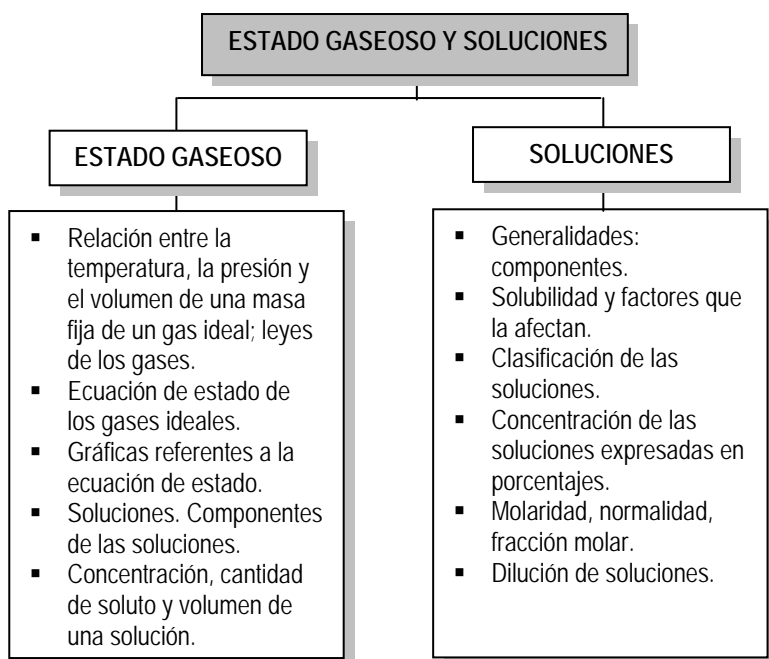 ESTADO GASEOSO Y SOLUCIONES
ESTADO GASEOSO
▪ Relación entre la
temperatura, la presión y
el volumen de una masa
fija de un gas ideal; leyes
de los gases.
▪ Ecuación de estado de
los gases ideales.
▪ Gráficas referentes a la
ecuación de estado.
▪ Soluciones. Componentes
de las soluciones.
▪ Concentración, cantidad
de soluto y volumen de
una solución.
SOLUCIONES
▪ Generalidades:
componentes.
▪ Solubilidad y factores que
la afectan.
▪ Clasificación de las
soluciones.
▪ Concentración de las
soluciones expresadas en
porcentajes.
▪ Molaridad, normalidad,
fracción molar.
▪ Dilución de soluciones.